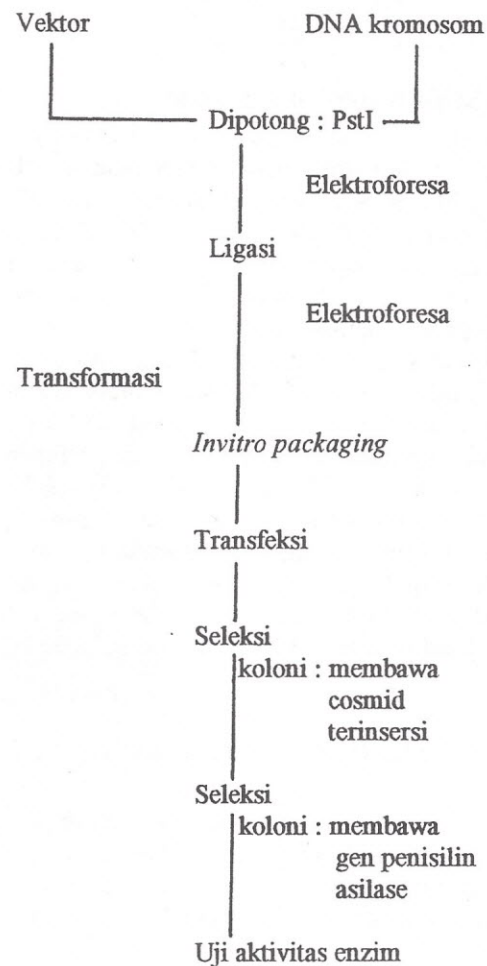 Vektor DNA kromosom
Dipotong : PstI
Elektroforesa
Ligasi
Elektroforesa
Transformasi
Invitro packaging
Transfeksi
Seleksi
koloni : membawa
cosmid
terinsersi
Seleksi
koloni : membawa
gen penisilin
asilase
Uji aktivitas enzim